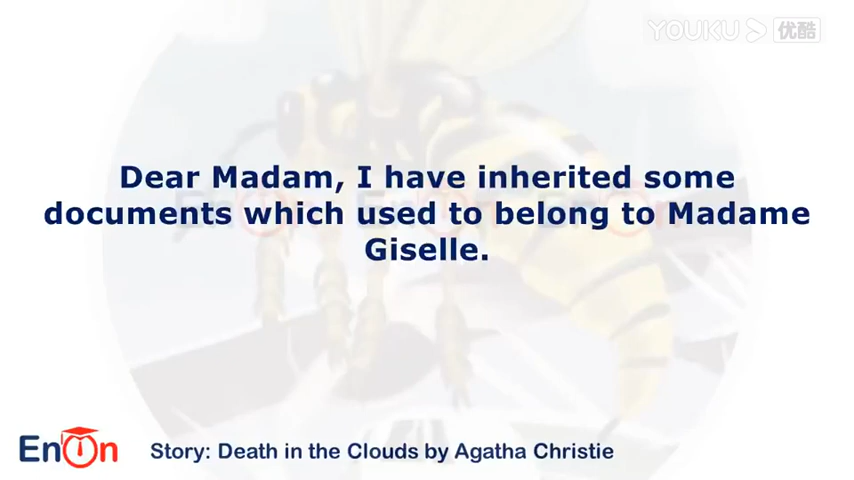 YOUKU 优酷
Dear Madam, I have inherited some
documents which used to belong to Madame
Giselle.
EnOn
Story: Death in the Clouds by Agatha Christie